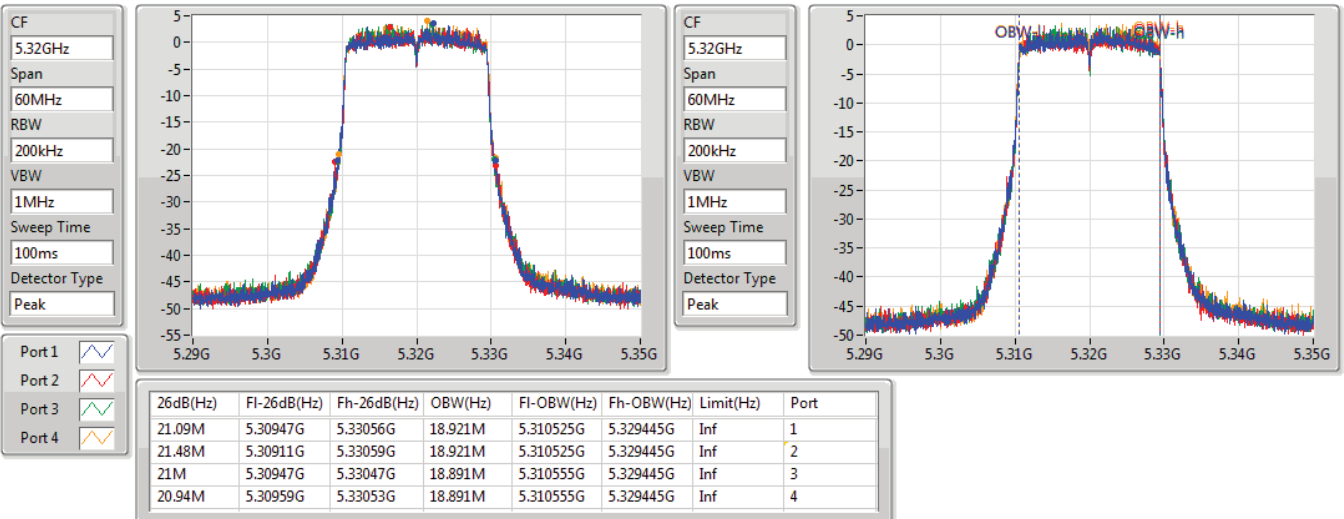 CF
5.32GHz
Span
60MHz
RBW
200kHz
VBW
1MHz
Sweep Time
100ms
Detector Type
Peak
5
0
-5
-10
-15
-20
-25
-30
-35
-40
-45
-50
-55
5.29G 5.3G 5.31G 5.32G 5.33G 5.34G 5.35G
CF
5.32GHz
Span
60MHz
RBW
200kHz
VBW
1MHz
Sweep Time
100ms
Detector Type
Peak
5
0
-5
-10
-15
-20
-25
-30
-35
-40
-45
-50
OBW-l OBW-h
5.29G 5.3G 5.31G 5.32G 5.33G 5.34G 5.35G
Port 1
Port 2
Port 3
Port 4
26dB(Hz) Fl-26dB(Hz) Fh-26dB(Hz) OBW(Hz) Fl-OBW(Hz) Fh-OBW(Hz) Limit(Hz) Port
21.09M 5.30947G 5.33056G 18.921M 5.310525G 5.329445G Inf 1
21.48M 5.30911G 5.33059G 18.921M 5.310525G 5.329445G Inf 2
21M 5.30947G 5.33047G 18.891M 5.310555G 5.329445G Inf 3
20.94M 5.30959G 5.33053G 18.891M 5.310555G 5.329445G Inf 4